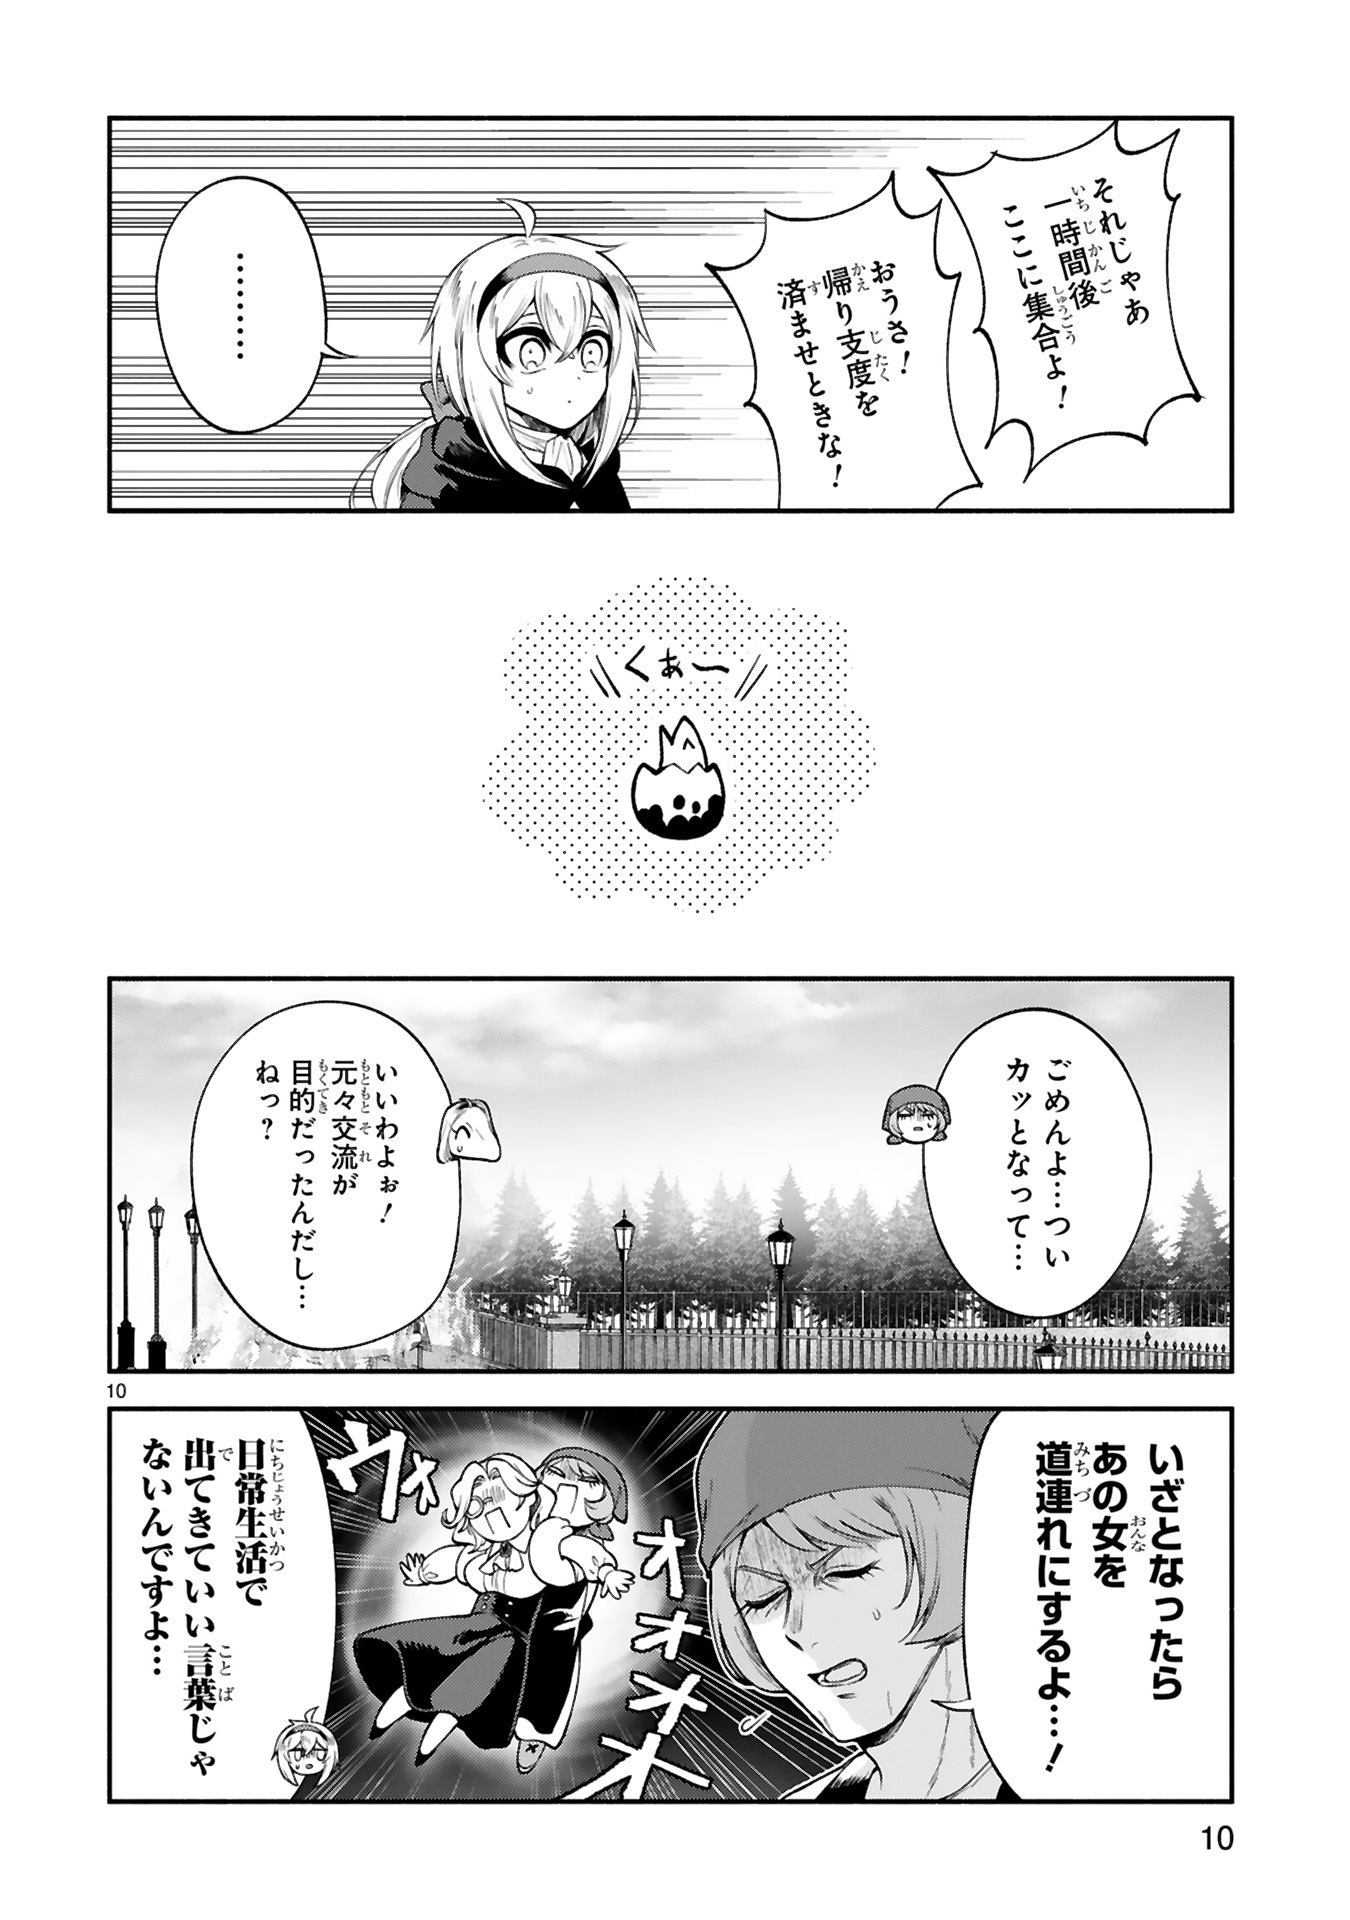 それじゃあ
一時間後
ここに集合よ！
おうさ！
帰り支度を
済ませときな！
………
くぁー
ごめんよ…つい
カッとなって…
いいわよぉ！
元々交流が
目的だったんだし…
ねっ？
10
いざとなったら
あの女を
道連れにするよ…！
ウォ
オオオオ
日常生活で
出てきていい言葉じゃ
ないんですよ…
10